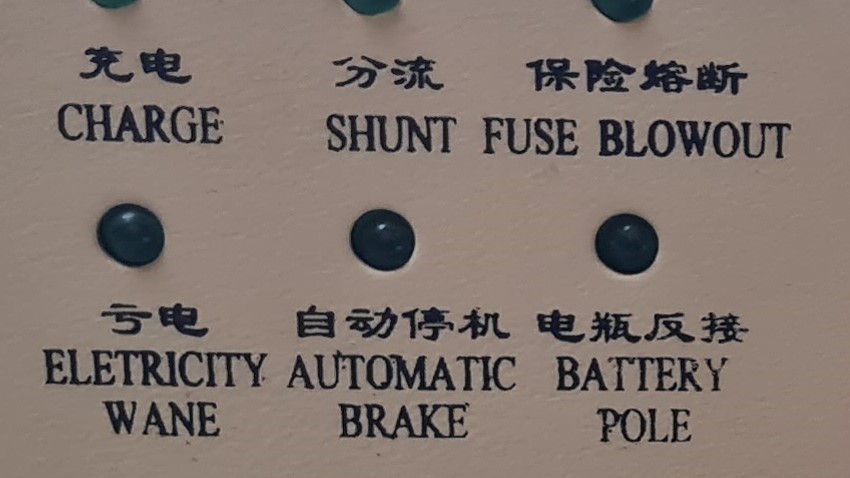 充电 分流 保险熔断
CHARGE SHUNT FUSE BLOWOUT
亏电 自动停机 电瓶反接
ELETRICITY AUTOMATIC BATTERY
WANE BRAKE POLE